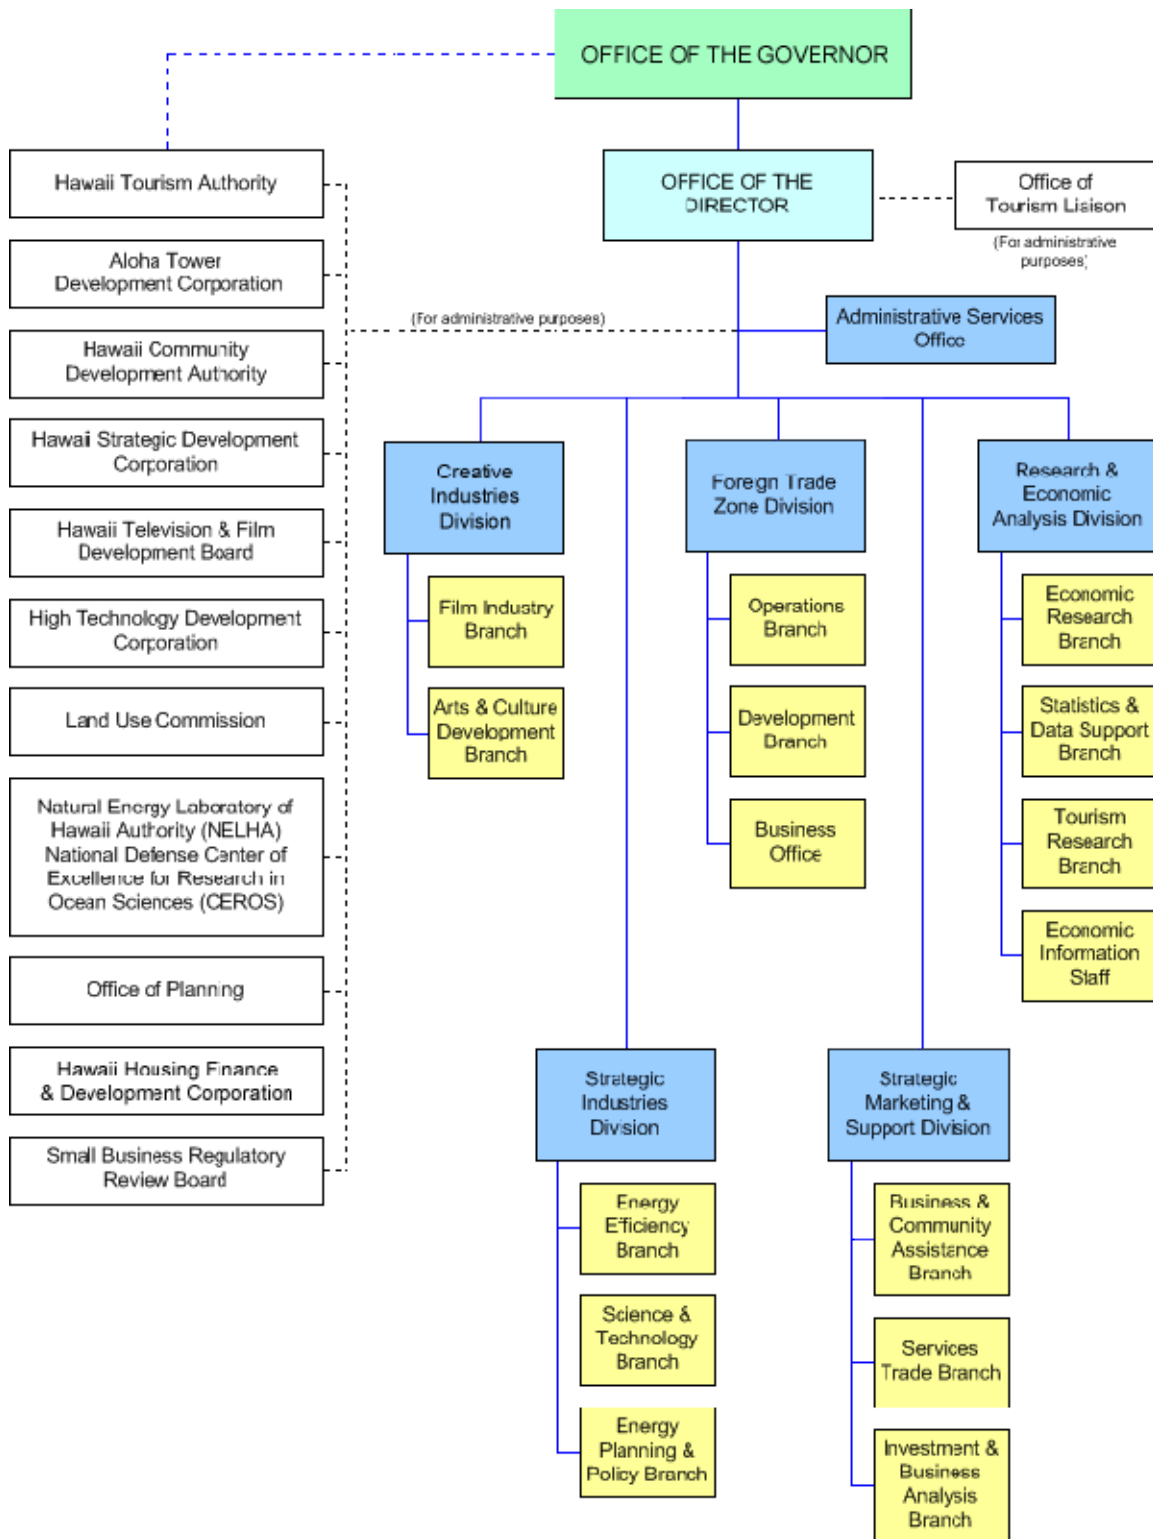 OFFICE OF THE GOVERNOR
Hawaii Tourism Authority
OFFICE OF THE
DIRECTOR
Office of
Tourism Liaison
(For administrative
purposes)
Aloha Tower
Development Corporation
(For administrative purposes)
Administrative Services
Office
Hawaii Community
Development Authority
Hawaii Strategic Development
Corporation
Hawaii Television & Film
Development Board
High Technology Development
Corporation
Land Use Commission
Natural Energy Laboratory of
Hawaii Authority (NELHA)
National Defense Center of
Excellence for Research in
Ocean Sciences (CEROS)
Office of Planning
Hawaii Housing Finance
& Development Corporation
Small Business Regulatory
Review Board
Creative
Industries
Division
Film Industry
Branch
Arts & Culture
Development
Branch
Foreign Trade
Zone Division
Operations
Branch
Development
Branch
Business
Office
Research &
Economic
Analysis Division
Economic
Research
Branch
Statistics &
Data Support
Branch
Tourism
Research
Branch
Economic
Information
Staff
Strategic
Industries
Division
Energy
Efficiency
Branch
Science &
Technology
Branch
Energy
Planning &
Policy Branch
Strategic
Marketing &
Support Division
Business &
Community
Assistance
Branch
Services
Trade Branch
Investment &
Business
Analysis
Branch